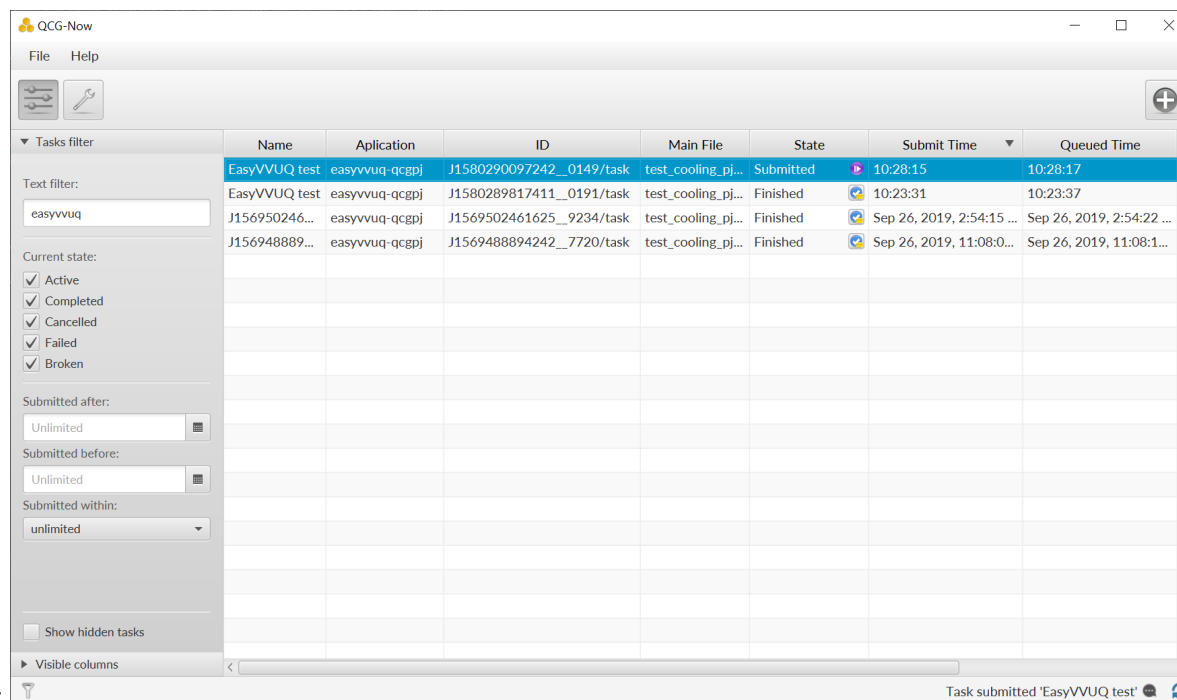 QCG-Now
File Help
Tasks filter
Text filter:
easyvvuq
Current state:
Active
Completed
Cancelled
Failed
Broken
Submitted after:
Unlimited
Submitted before:
Unlimited
Submitted within:
unlimited
Show hidden tasks
Visible columns
Name Aplication ID Main File State Submit Time Queued Time
EasyVVUQ test easyvvuq-qcgpj J1580290097242__0149/task test_cooling_pj... Submitted 10:28:15 10:28:17
EasyVVUQ test easyvvuq-qcgpj J1580289817411__0191/task test_cooling_pj... Finished 10:23:31 10:23:37
J156950246... easyvvuq-qcgpj J1569502461625__9234/task test_cooling_pj... Finished Sep 26, 2019, 2:54:15 ... Sep 26, 2019, 2:54:22 ...
J156948889... easyvvuq-qcgpj J1569488894242__7720/task test_cooling_pj... Finished Sep 26, 2019, 11:08:0... Sep 26, 2019, 11:08:1...
Task submitted 'EasyVVUQ test'